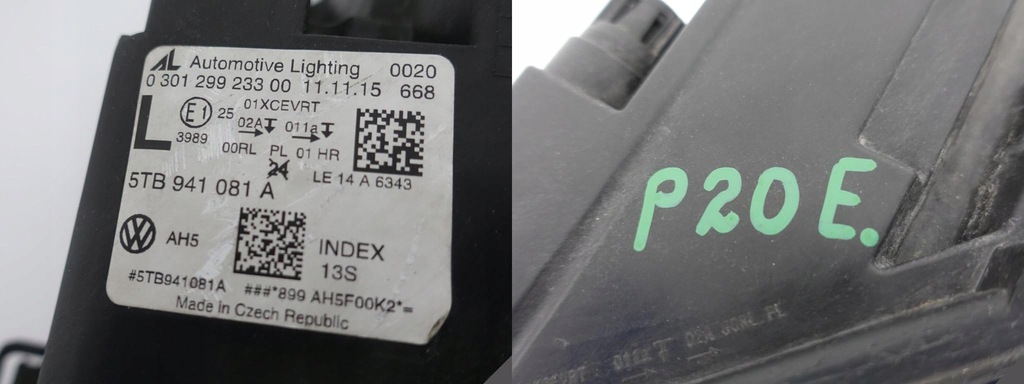 AL Automotive Lighting 0020
0 301 299 233 00 11.11.15 668
L E1 25 01XCEVRT
02A 011a
3989 00RL PL 01 HR
24 LE 14 A 6343
5TB 941 081 A
VW AH5 INDEX
13S
#5TB941081A ###*899 AH5F00K2*=
Made in Czech Republic
P20E.